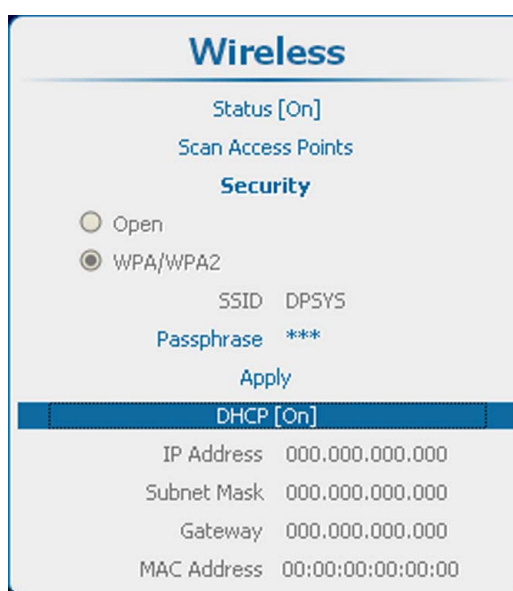 Wireless
Status [On]
Scan Access Points
Security
Open
WPA/WPA2
SSID DPSYS
Passphrase ***
Apply
DHCP [On]
IP Address 000.000.000.000
Subnet Mask 000.000.000.000
Gateway 000.000.000.000
MAC Address 00:00:00:00:00:00